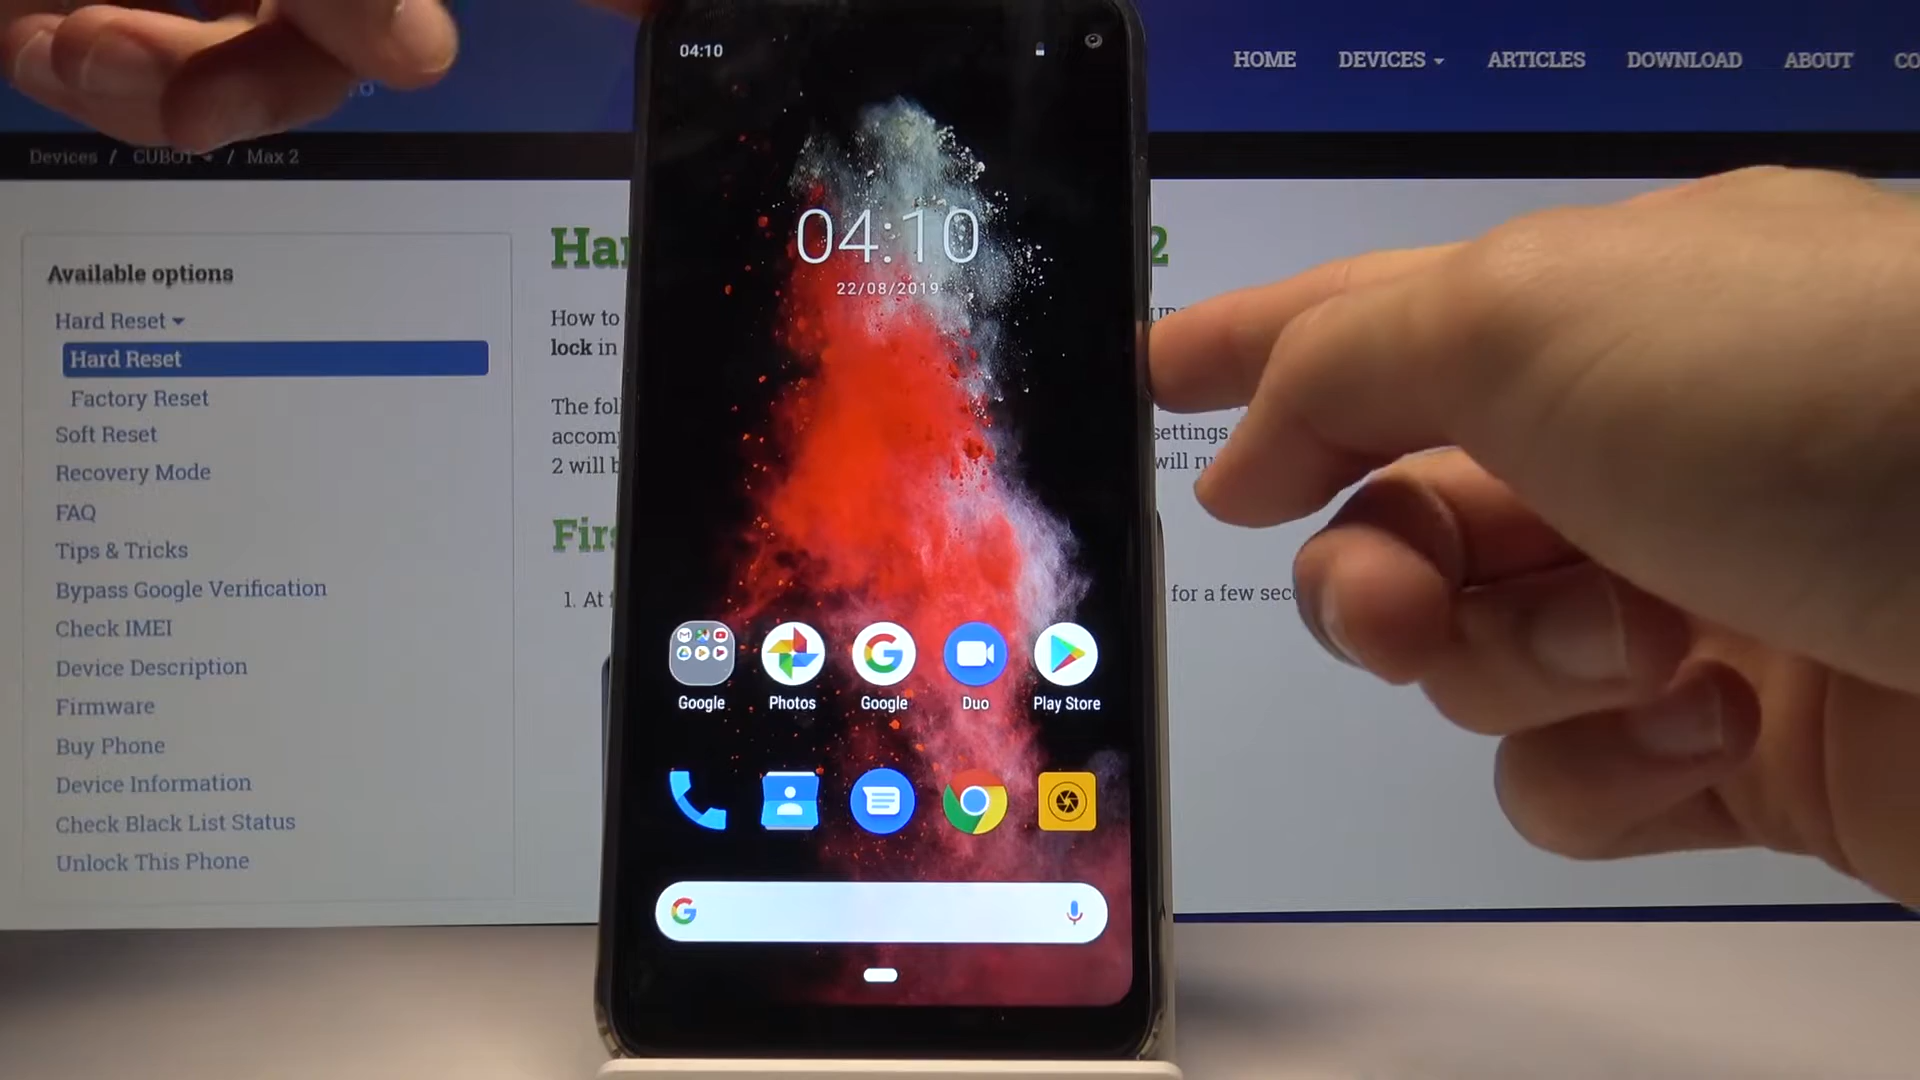 HOME DEVICES ARTICLES DOWNLOAD ABOUT CO
Devices / CUBOT / Max 2
Available options
Hard Reset
Hard Reset
Factory Reset
Soft Reset
Recovery Mode
FAQ
Tips & Tricks
Bypass Google Verification
Check IMEI
Device Description
Firmware
Buy Phone
Device Information
Check Black List Status
Unlock This Phone
2
How to
lock in
The fol
accom settings.
2 will will ru
1. At for a few
04:10
04:10
22/08/2019
Google Photos Google Duo Play Store